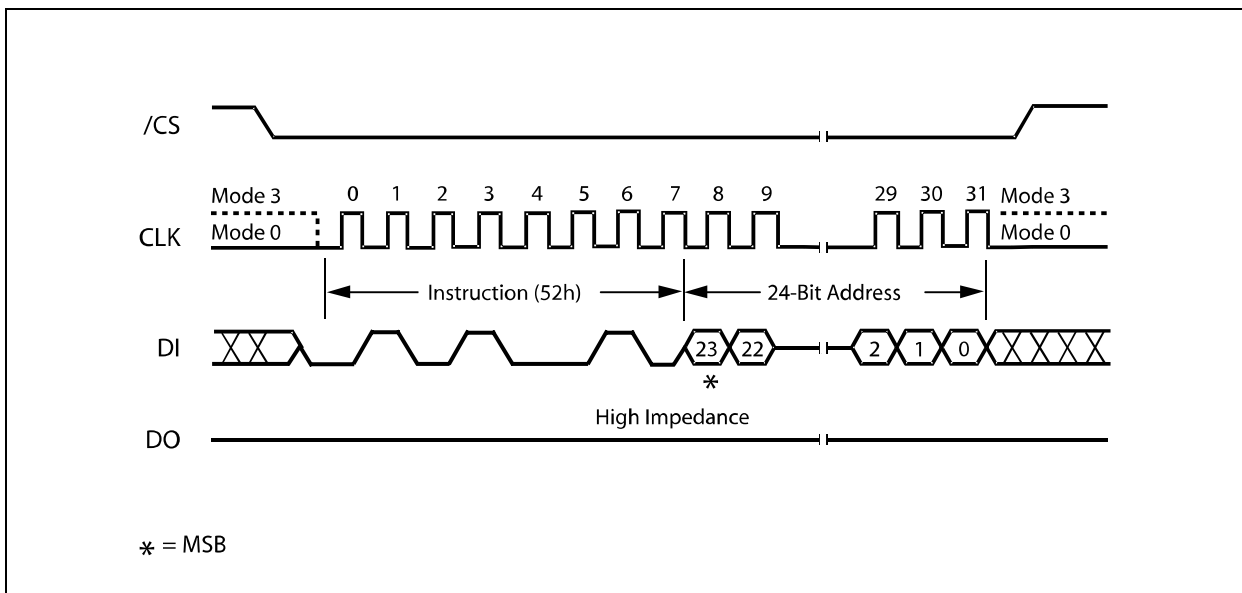 /CS
Mode 3
0 1 2 3 4 5 6 7 8 9 29 30 31
Mode 3
CLK
Mode 0
Mode 0
Instruction (52h)
24-Bit Address
DI
23 22 2 1 0
*
High Impedance
DO
* = MSB